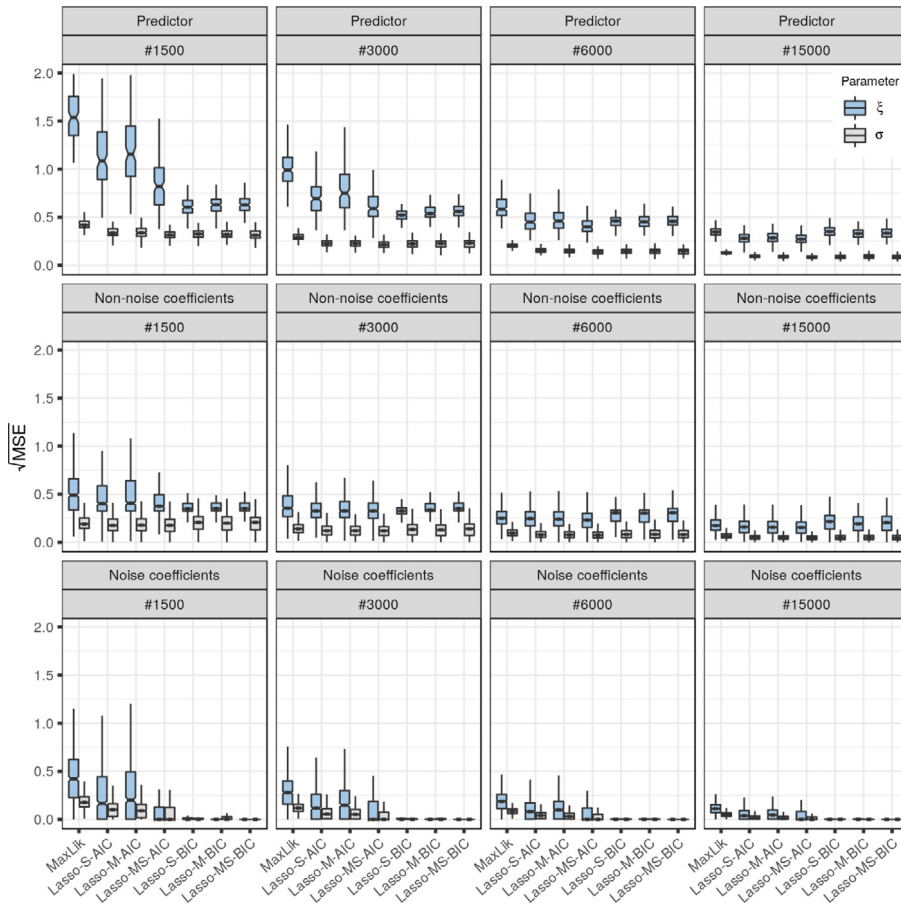 Predictor Predictor Predictor Predictor
#1500 #3000 #6000 #15000
2.0
1.5
1.0
0.5
0.0
Parameter
ξ
σ
Non-noise coefficients Non-noise coefficients Non-noise coefficients Non-noise coefficients
#1500 #3000 #6000 #15000
2.0
1.5
1.0
0.5
0.0
√MSE
Noise coefficients Noise coefficients Noise coefficients Noise coefficients
#1500 #3000 #6000 #15000
2.0
1.5
1.0
0.5
0.0
MaxLik Lasso-S-AIC Lasso-M-AIC Lasso-MS-AIC Lasso-S-BIC Lasso-M-BIC Lasso-MS-BIC
MaxLik Lasso-S-AIC Lasso-M-AIC Lasso-MS-AIC Lasso-S-BIC Lasso-M-BIC Lasso-MS-BIC
MaxLik Lasso-S-AIC Lasso-M-AIC Lasso-MS-AIC Lasso-S-BIC Lasso-M-BIC Lasso-MS-BIC
MaxLik Lasso-S-AIC Lasso-M-AIC Lasso-MS-AIC Lasso-S-BIC Lasso-M-BIC Lasso-MS-BIC